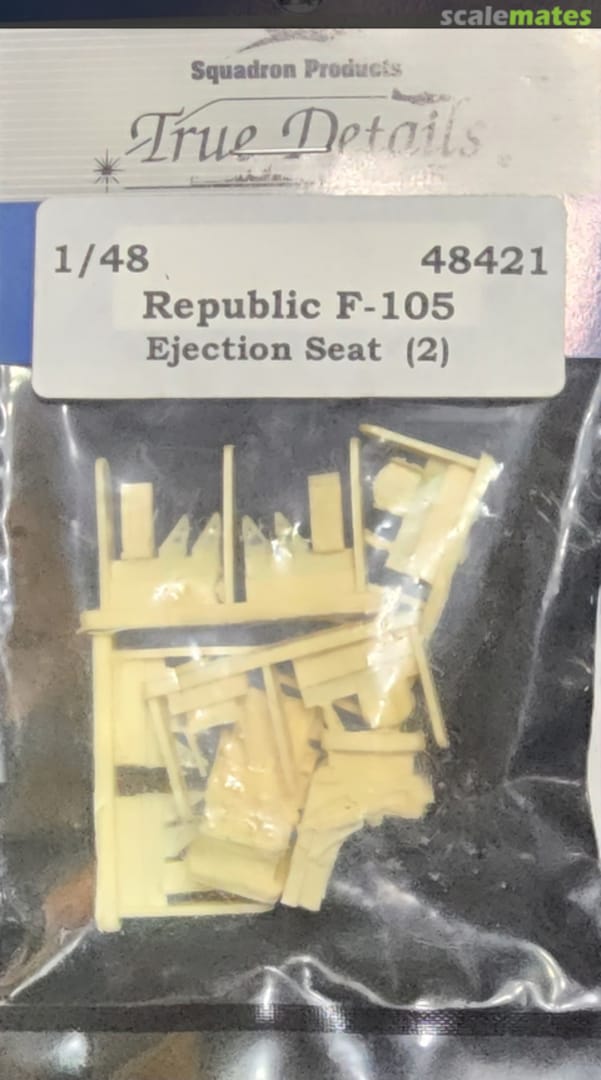 scalemates
Squadron Products
True Details
1/48 48421
Republic F-105
Ejection Seat (2)